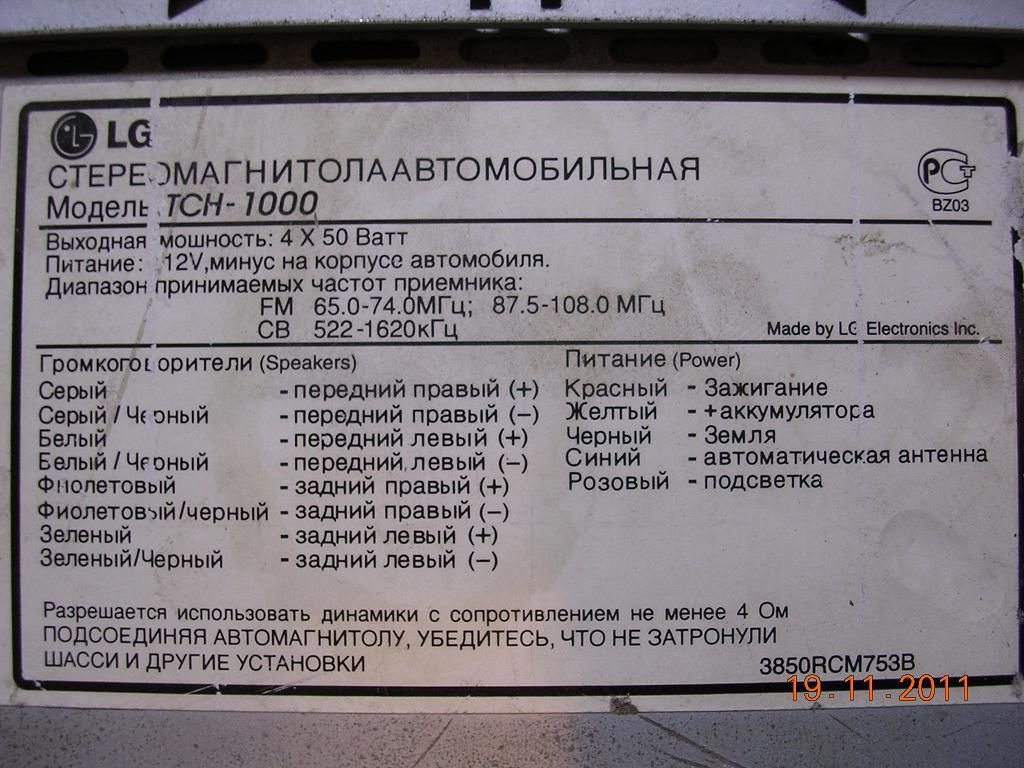 LG
СТЕРЕОМАГНИТОЛААВТОМОБИЛЬНАЯ
Модель TCH-1000
РСТ
BZ03
Выходная мошность: 4 X 50 Ватт
Питание: 12V,минус на корпусе автомобиля.
Диапазон принимаемых частот приемника:
FM 65.0-74.0МГц; 87.5-108.0 МГц
СВ 522-1620кГц
Made by LG Electronics Inc.
Громкоговорители (Speakers)
Серый - передний правый (+)
Серый / Черный - передний правый (–)
Белый - передний левый (+)
Белый / Черный - передний левый (–)
Фиолетовый - задний правый (+)
Фиолетовый/черный - задний правый (–)
Зеленый - задний левый (+)
Зеленый/Черный - задний левый (–)
Питание (Power)
Красный - Зажигание
Желтый - +аккумулятора
Черный - Земля
Синий - автоматическая антенна
Розовый - подсветка
Разрешается использовать динамики с сопротивлением не менее 4 Ом
ПОДСОЕДИНЯЯ АВТОМАГНИТОЛУ, УБЕДИТЕСЬ, ЧТО НЕ ЗАТРОНУЛИ
ШАССИ И ДРУГИЕ УСТАНОВКИ
3850RCM753B
19.11.2011